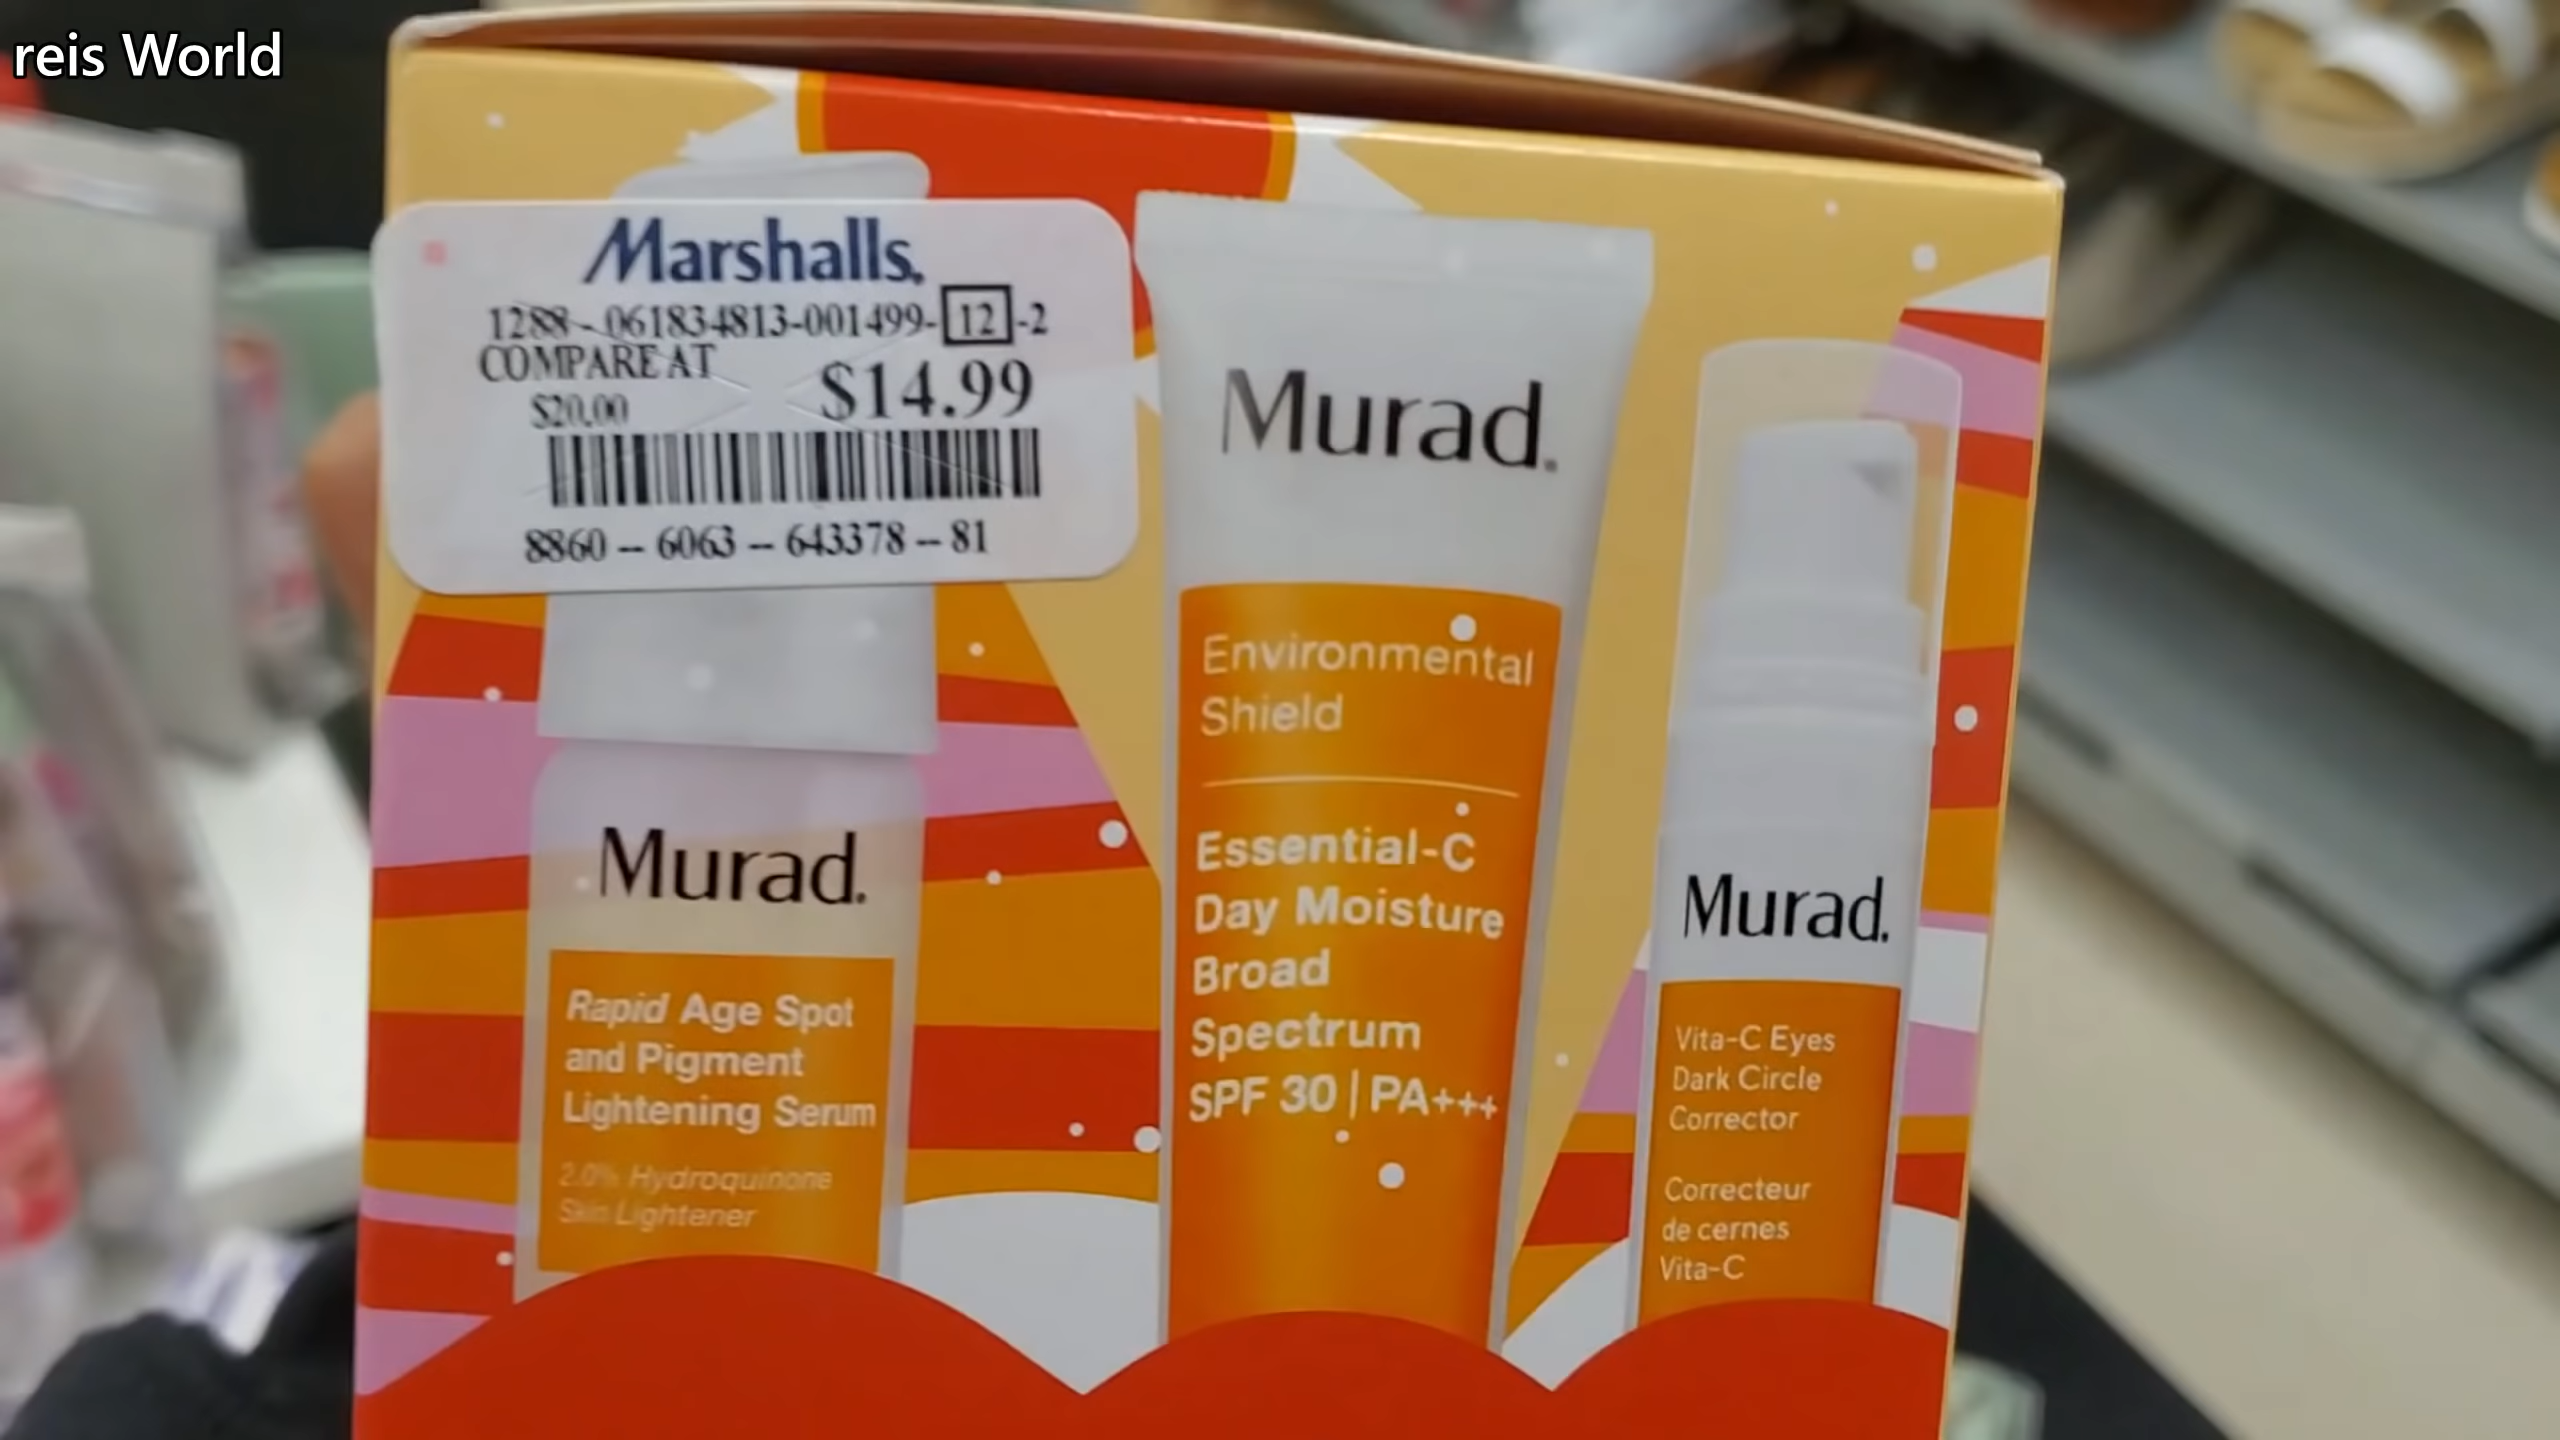 reis World
Marshalls.
1288 - 061834813-001499-12-2
COMPARE AT
$20.00
$14.99
8860 - 6063 - 643378 - 81
Murad.
Rapid Age Spot
and Pigment
Lightening Serum
2.0% Hydroquinone
Skin Lightener
Murad.
Environmental
Shield
Essential-C
Day Moisture
Broad
Spectrum
SPF 30 | PA+++
Murad.
Vita-C Eyes
Dark Circle
Corrector
Correcteur
de cernes
Vita-C